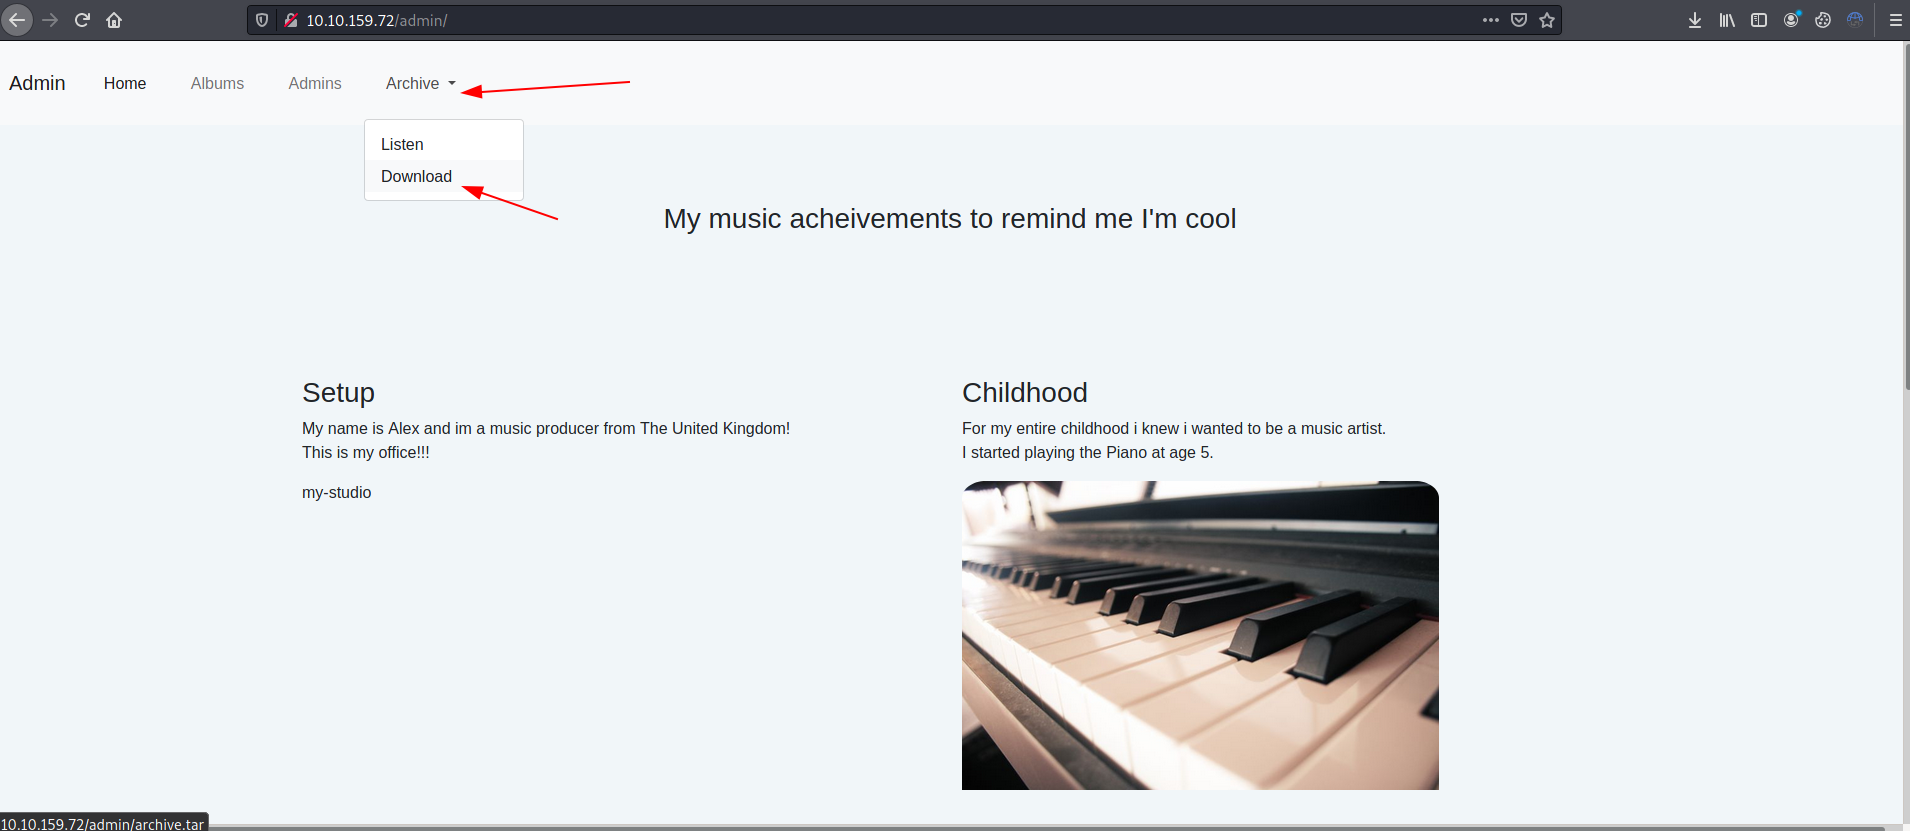 10.10.159.72/admin/
Admin Home Albums Admins Archive
Listen
Download
My music acheivements to remind me I'm cool
Setup
My name is Alex and im a music producer from The United Kingdom!
This is my office!!!
my-studio
Childhood
For my entire childhood i knew i wanted to be a music artist.
I started playing the Piano at age 5.
10.10.159.72/admin/archive.tar